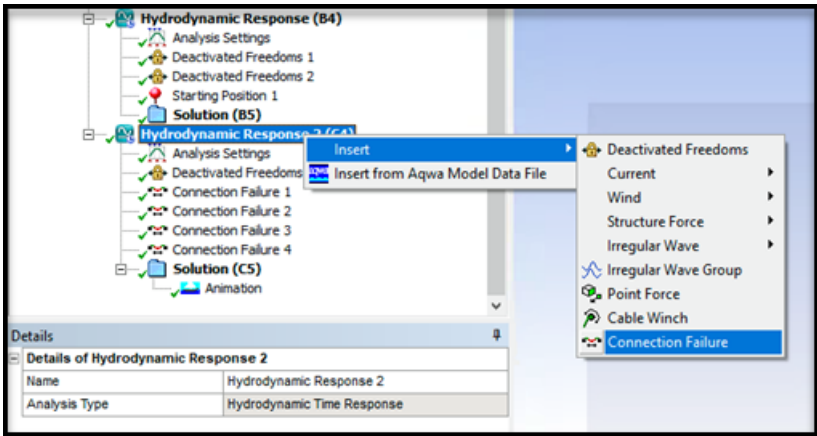 Hydrodynamic Response (B4)
Analysis Settings
Deactivated Freedoms 1
Deactivated Freedoms 2
Starting Position 1
Solution (B5)
Hydrodynamic Response 2 (C4)
Analysis Settings
Deactivated Freedoms
Connection Failure 1
Connection Failure 2
Connection Failure 3
Connection Failure 4
Solution (C5)
Animation
Insert
Insert from Aqwa Model Data File
Deactivated Freedoms
Current
Wind
Structure Force
Irregular Wave
Irregular Wave Group
Point Force
Cable Winch
Connection Failure
Details
Details of Hydrodynamic Response 2
Name Hydrodynamic Response 2
Analysis Type Hydrodynamic Time Response